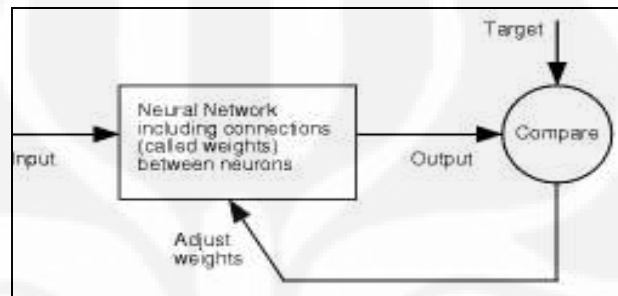 Target
Neural Network
including connections
(called weights)
between neurons
Compare
Input
Output
Adjust
weights